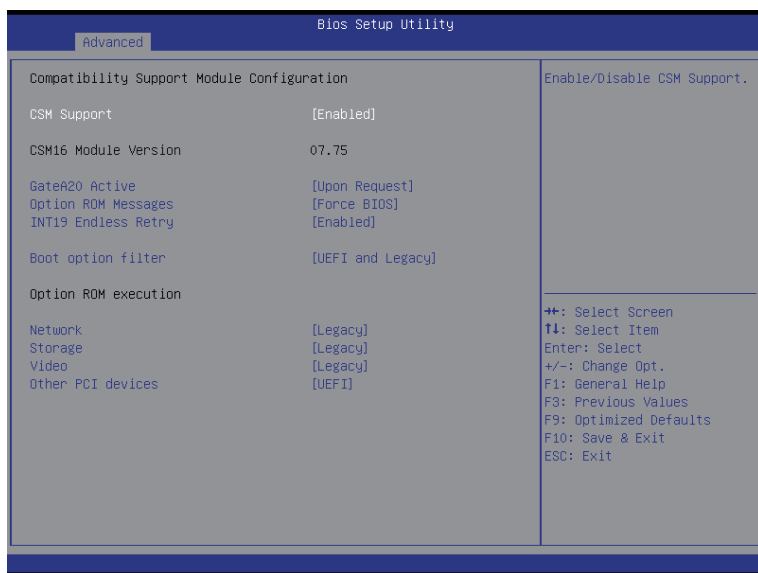 Bios Setup Utility
Advanced
Compatibility Support Module Configuration
CSM Support [Enabled]
CSM16 Module Version 07.75
GateA20 Active [Upon Request]
Option ROM Messages [Force BIOS]
INT19 Endless Retry [Enabled]
Boot option filter [UEFI and Legacy]
Option ROM execution
Network [Legacy]
Storage [Legacy]
Video [Legacy]
Other PCI devices [UEFI]
Enable/Disable CSM Support.
→←: Select Screen
↑↓: Select Item
Enter: Select
+/-: Change Opt.
F1: General Help
F3: Previous Values
F9: Optimized Defaults
F10: Save & Exit
ESC: Exit